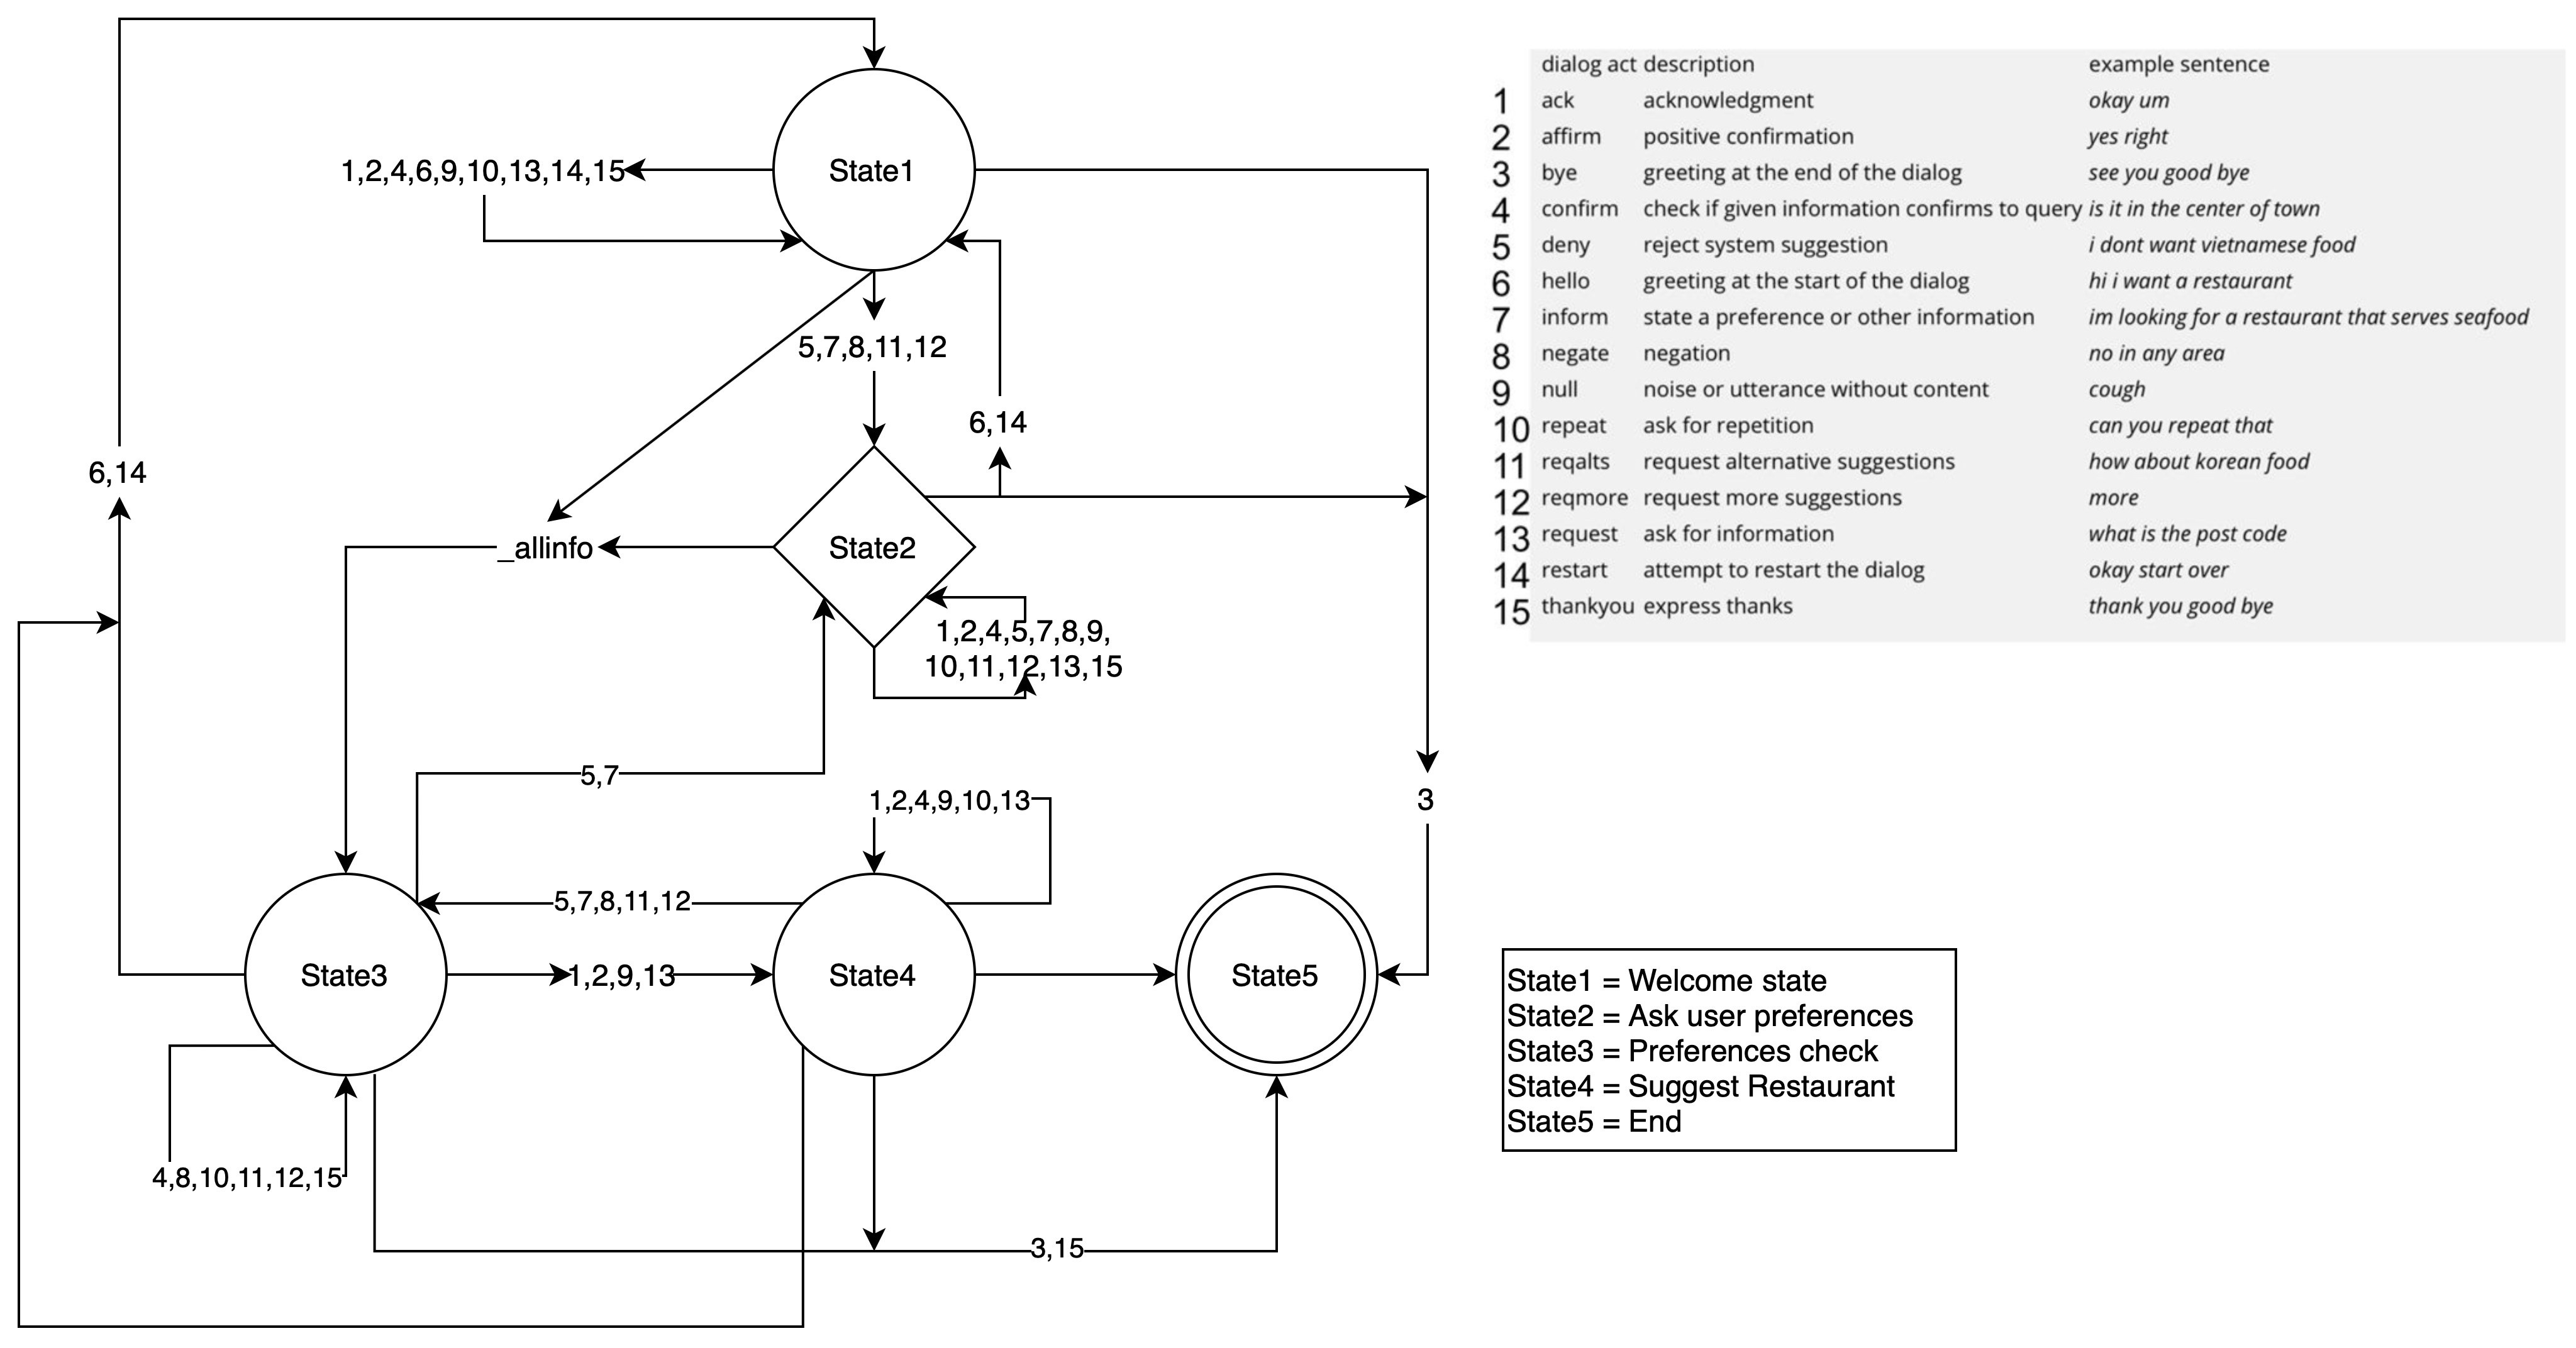 State1
1,2,4,6,9,10,13,14,15
5,7,8,11,12
6,14
6,14
_allinfo
State2
1,2,4,5,7,8,9,
10,11,12,13,15
5,7
1,2,4,9,10,13
3
5,7,8,11,12
State3
1,2,9,13
State4
State5
4,8,10,11,12,15
3,15
dialog act description example sentence
1 ack acknowledgment okay um
2 affirm positive confirmation yes right
3 bye greeting at the end of the dialog see you good bye
4 confirm check if given information confirms to query is it in the center of town
5 deny reject system suggestion i dont want vietnamese food
6 hello greeting at the start of the dialog hi i want a restaurant
7 inform state a preference or other information im looking for a restaurant that serves seafood
8 negate negation no in any area
9 null noise or utterance without content cough
10 repeat ask for repetition can you repeat that
11 reqalts request alternative suggestions how about korean food
12 reqmore request more suggestions more
13 request ask for information what is the post code
14 restart attempt to restart the dialog okay start over
15 thankyou express thanks thank you good bye
State1 = Welcome state
State2 = Ask user preferences
State3 = Preferences check
State4 = Suggest Restaurant
State5 = End